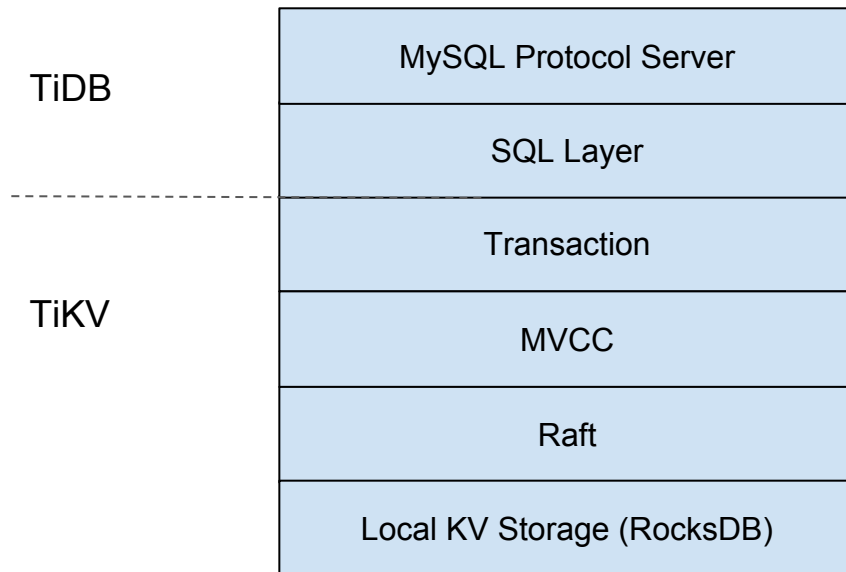 TiDB
MySQL Protocol Server
SQL Layer
TiKV
Transaction
MVCC
Raft
Local KV Storage (RocksDB)